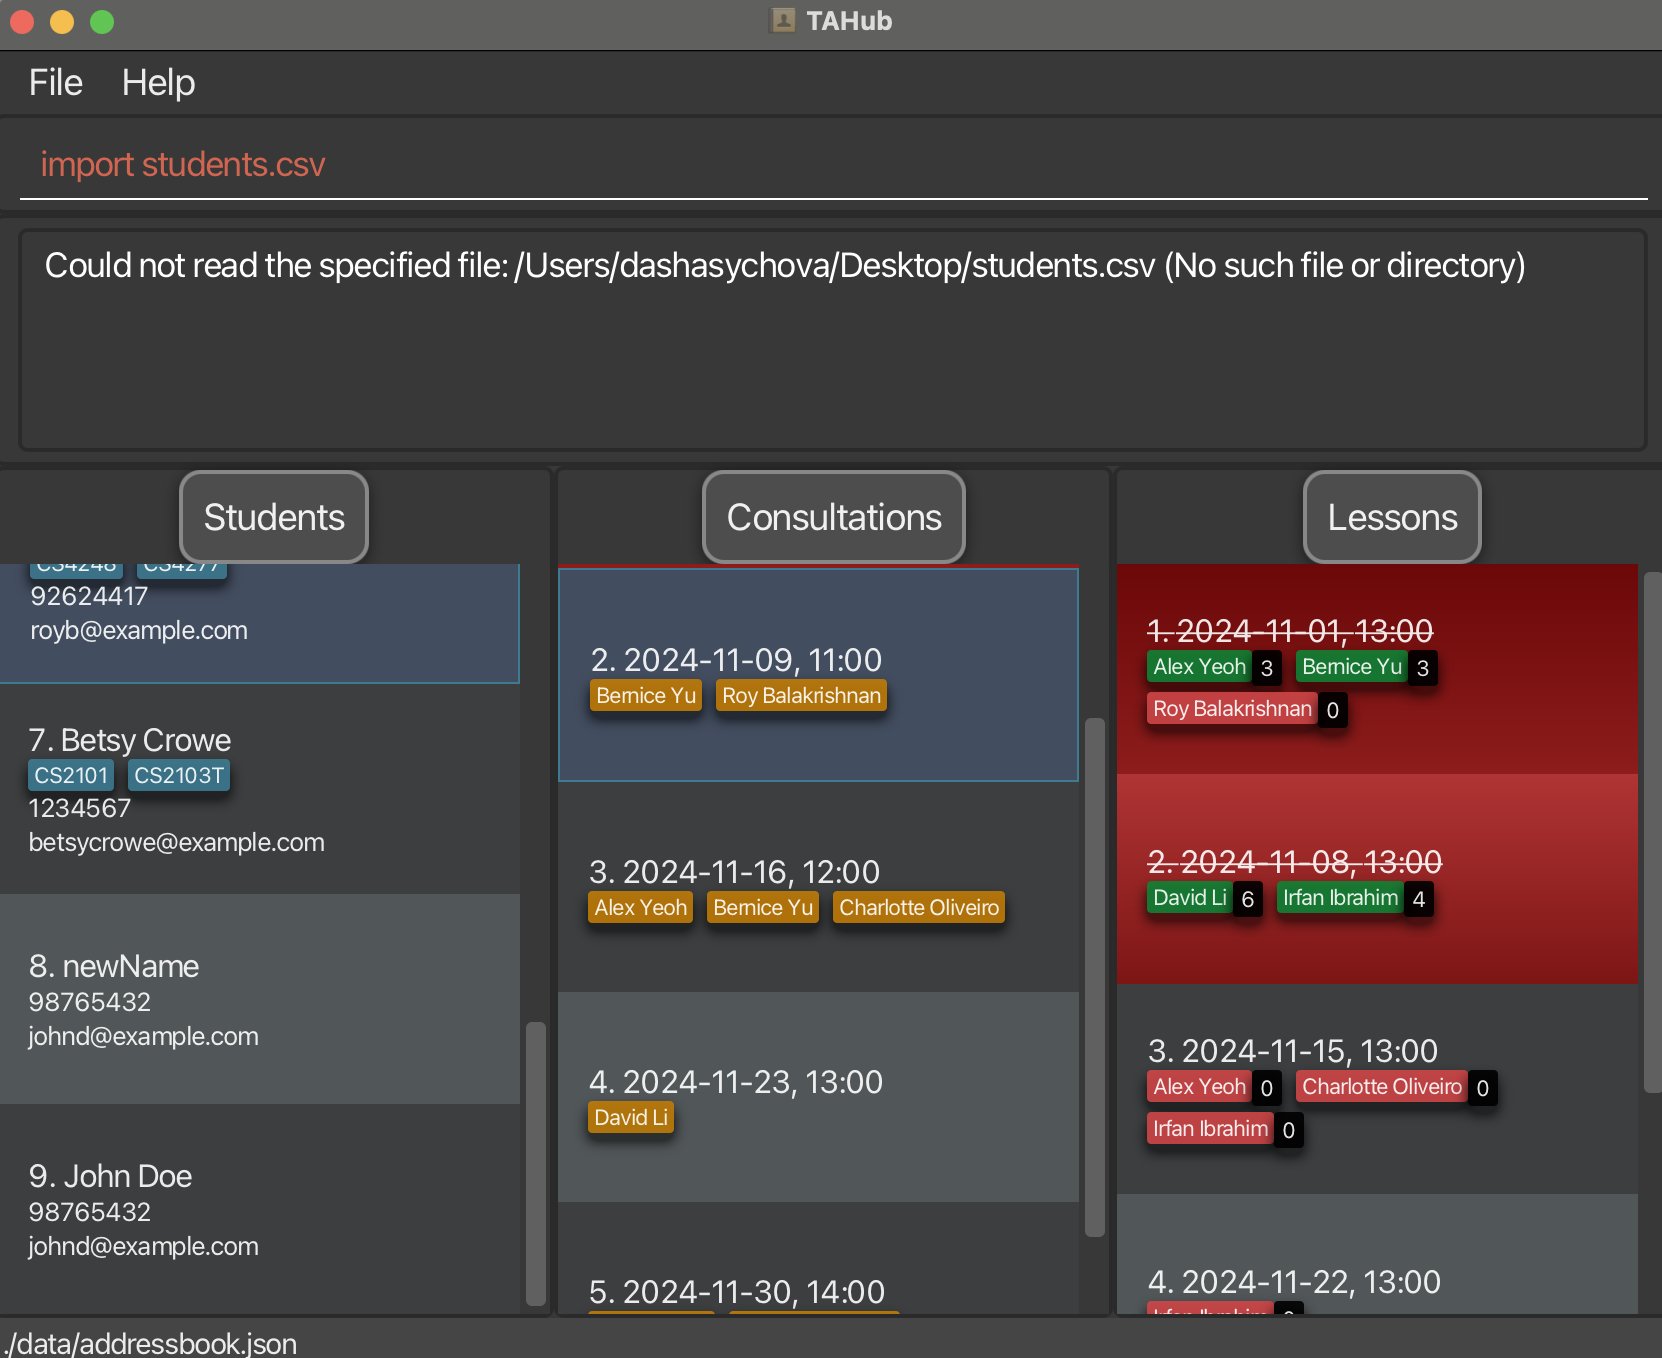 TAHub
File Help
import students.csv
Could not read the specified file: /Users/dashasychova/Desktop/students.csv (No such file or directory)
Students
CS4248 CS4277
92624417
royb@example.com
7. Betsy Crowe
CS2101 CS2103T
1234567
betsycrowe@example.com
8. newName
98765432
johnd@example.com
9. John Doe
98765432
johnd@example.com
Consultations
2. 2024-11-09, 11:00
Bernice Yu Roy Balakrishnan
3. 2024-11-16, 12:00
Alex Yeoh Bernice Yu Charlotte Oliveiro
4. 2024-11-23, 13:00
David Li
5. 2024-11-30, 14:00
Lessons
1. 2024-11-01, 13:00
Alex Yeoh 3 Bernice Yu 3
Roy Balakrishnan 0
2. 2024-11-08, 13:00
David Li 6 Irfan Ibrahim 4
3. 2024-11-15, 13:00
Alex Yeoh 0 Charlotte Oliveiro 0
Irfan Ibrahim 0
4. 2024-11-22, 13:00
Irfan Ibrahim
./data/addressbook.json